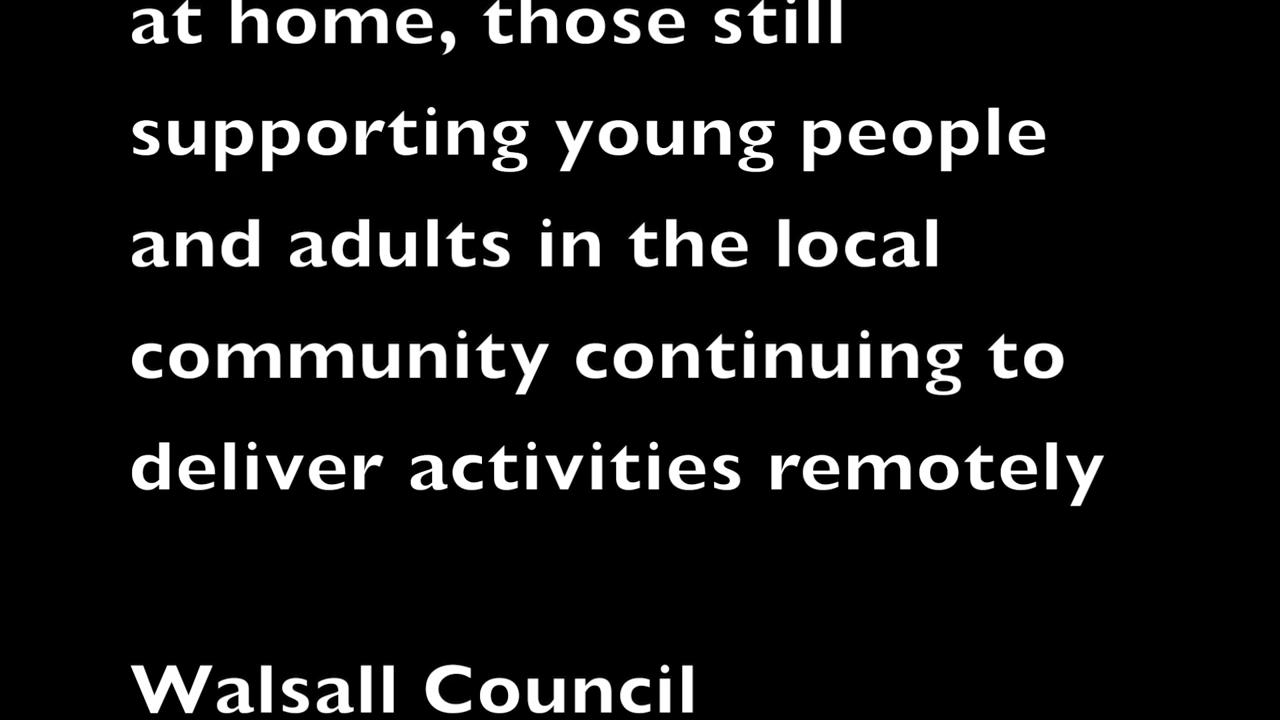 at home, those still
supporting young people
and adults in the local
community continuing to
deliver activities remotely
Walsall Council